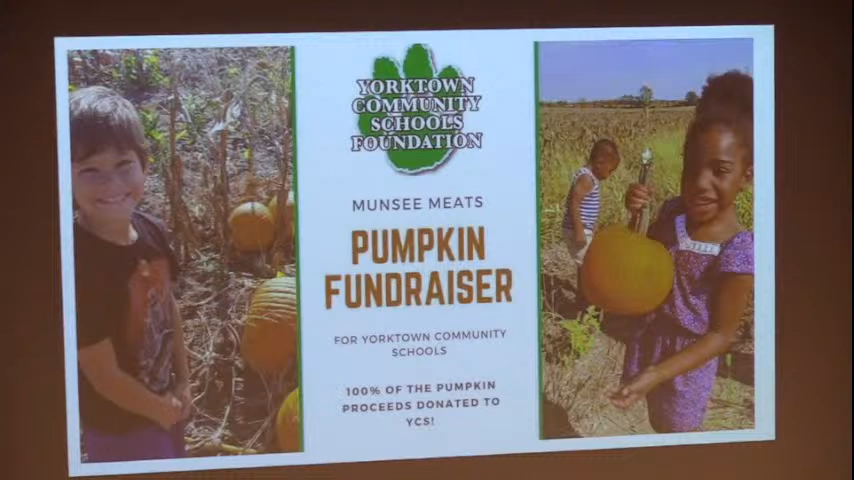 YORKTOWN
COMMUNITY
SCHOOLS
FOUNDATION
MUNSEE MEATS
PUMPKIN
FUNDRAISER
FOR YORKTOWN COMMUNITY
SCHOOLS
100% OF THE PUMPKIN
PROCEEDS DONATED TO
YCS!